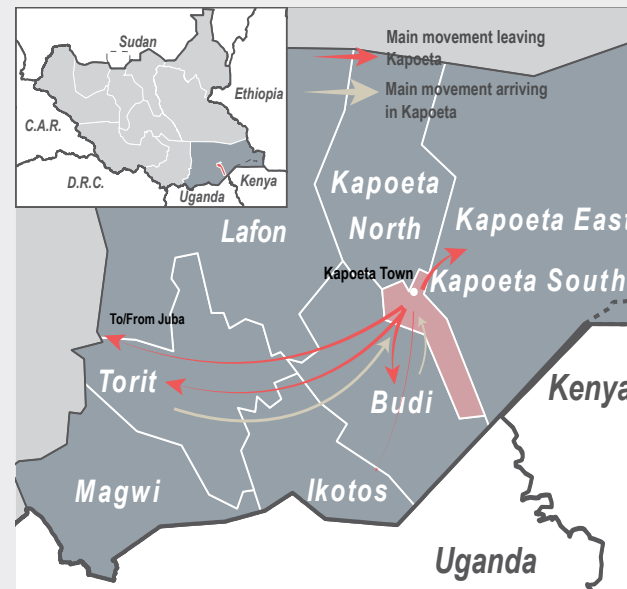 Sudan
Ethiopia
C.A.R.
D.R.C.
Kenya
Uganda
Main movement leaving
Kapoeta
Main movement arriving
in Kapoeta
Kapoeta
North
Lafon
Kapoeta East
Kapoeta Town
Kapoeta South
To/From Juba
Torit
Budi
Kenya
Magwi
Ikotos
Uganda